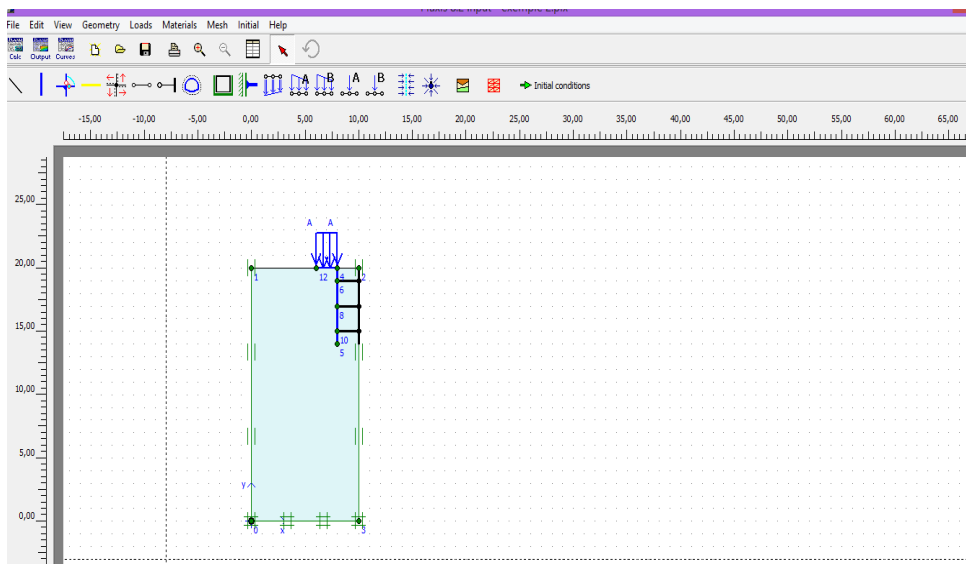 Plaxis 8.2 Input - exemple 2.plx
File Edit View Geometry Loads Materials Mesh Initial Help
Calc Output Curves
A B A B Initial conditions
-15,00 -10,00 -5,00 0,00 5,00 10,00 15,00 20,00 25,00 30,00 35,00 40,00 45,00 50,00 55,00 60,00 65,00
25,00
A A
20,00
1 12 4 2
6
8
15,00
10
5
10,00
5,00
y
0,00
0 x 3